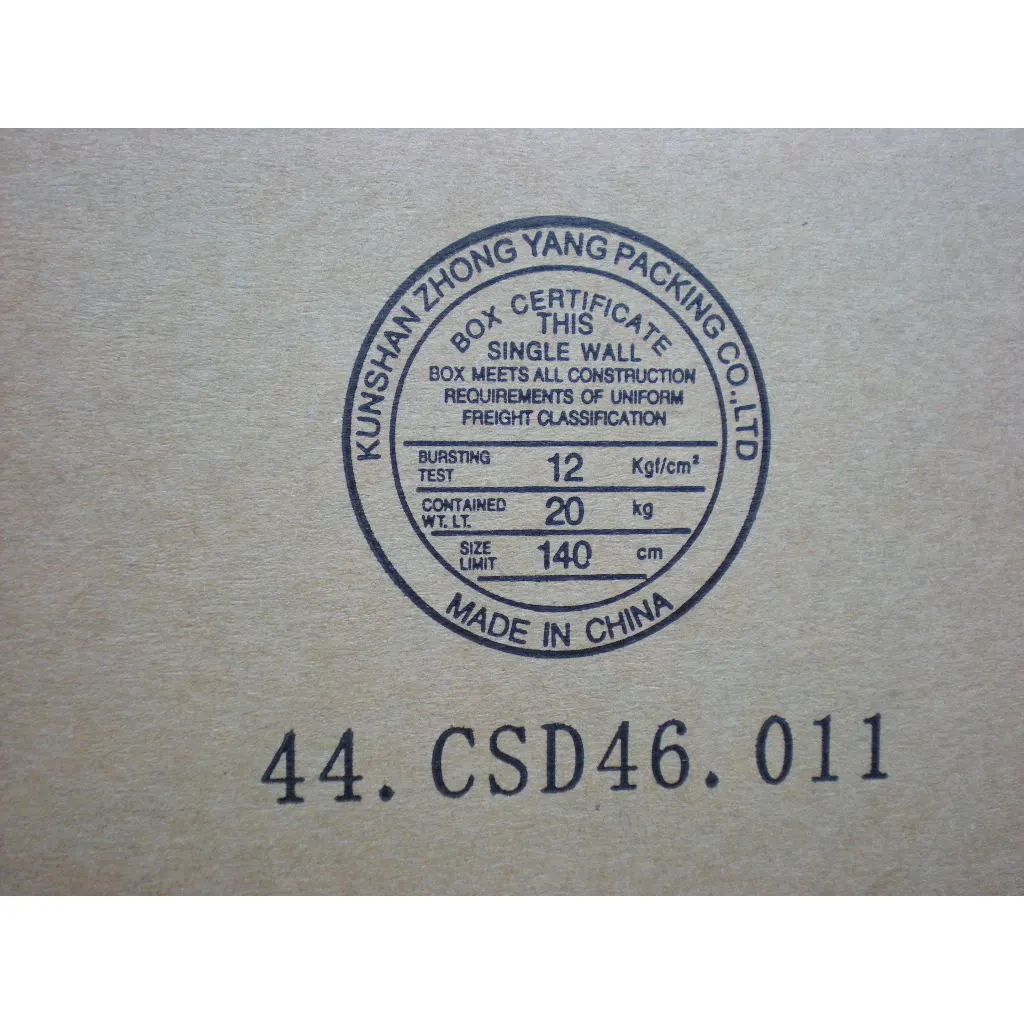 KUNSHAN ZHONG YANG PACKING CO.,LTD
BOX CERTIFICATE
THIS
SINGLE WALL
BOX MEETS ALL CONSTRUCTION
REQUIREMENTS OF UNIFORM
FREIGHT CLASSIFICATION
BURSTING TEST 12 Kgf/cm²
CONTAINED WT. LT. 20 kg
SIZE LIMIT 140 cm
MADE IN CHINA
44.CSD46.011